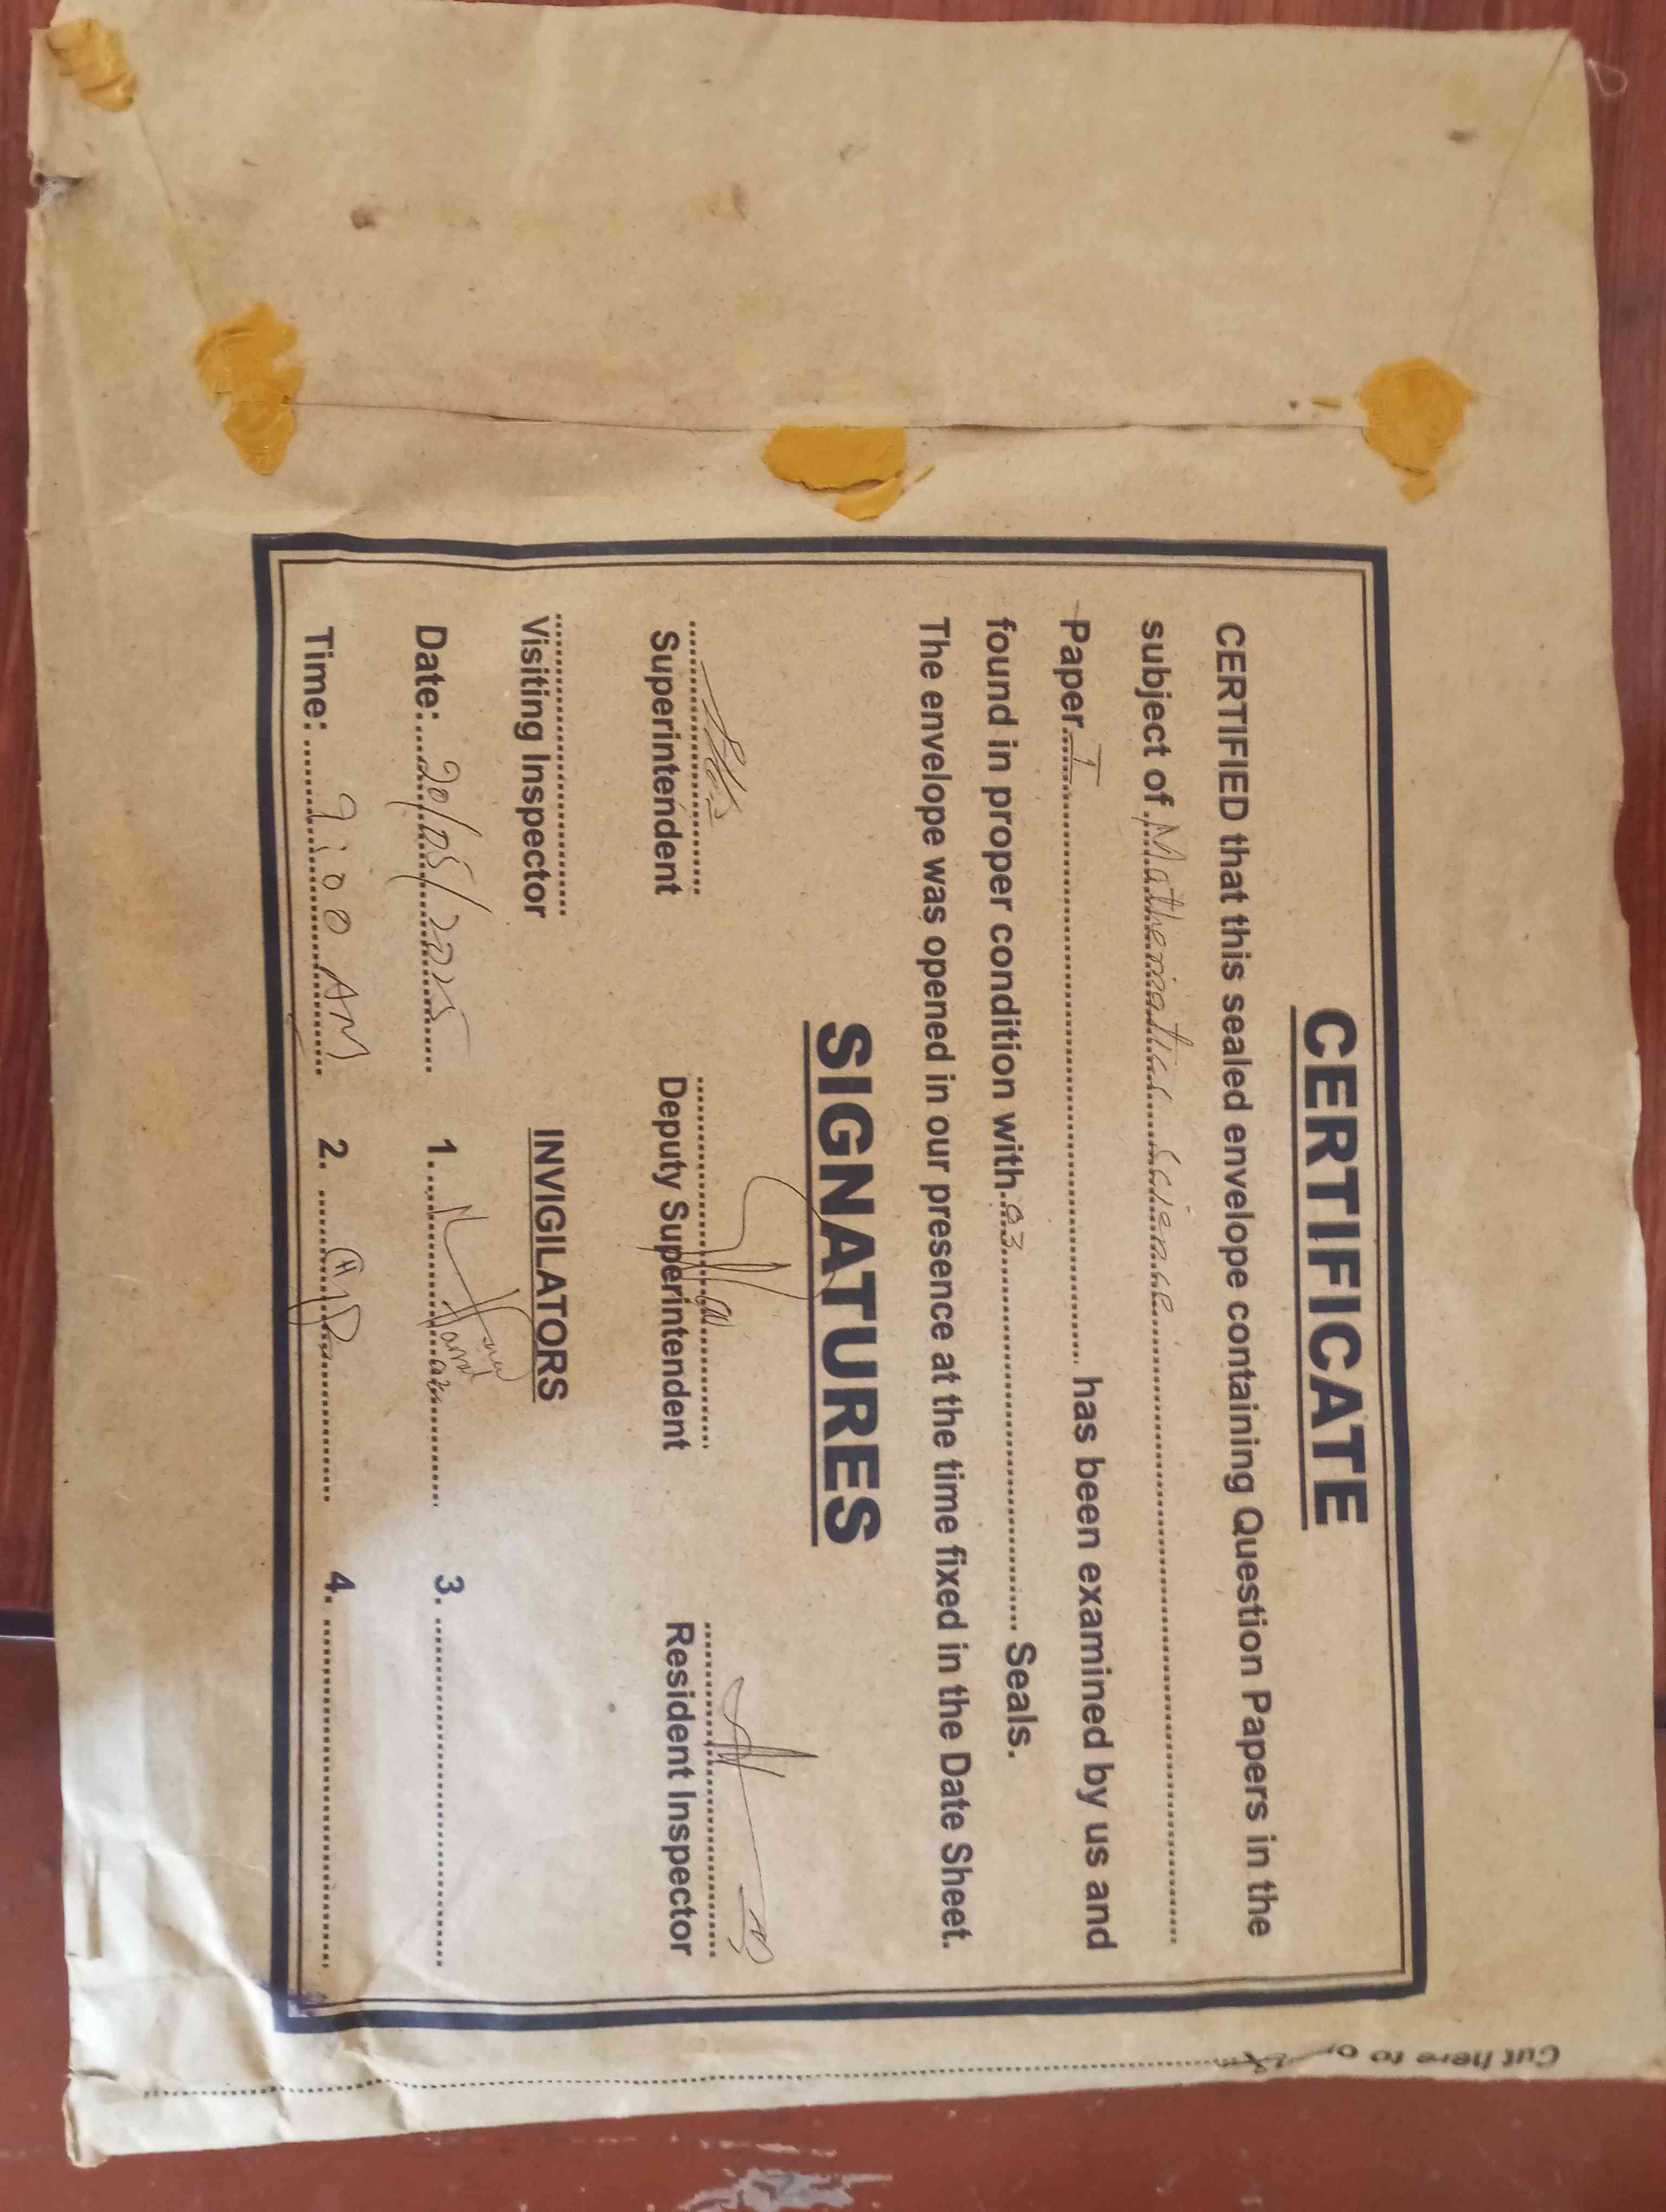 CERTIFICATE
CERTIFIED that this sealed envelope containing Question Papers in the
subject of Mathematical Science
Paper I has been examined by us and
found in proper condition with 03 Seals.
The envelope was opened in our presence at the time fixed in the Date Sheet.
SIGNATURES
Superintendent Deputy Superintendent Resident Inspector
Visiting Inspector INVIGILATORS
Date: 20/05/2025 1. 3.
Time: 9:00 AM 2. 4.
Cut here to